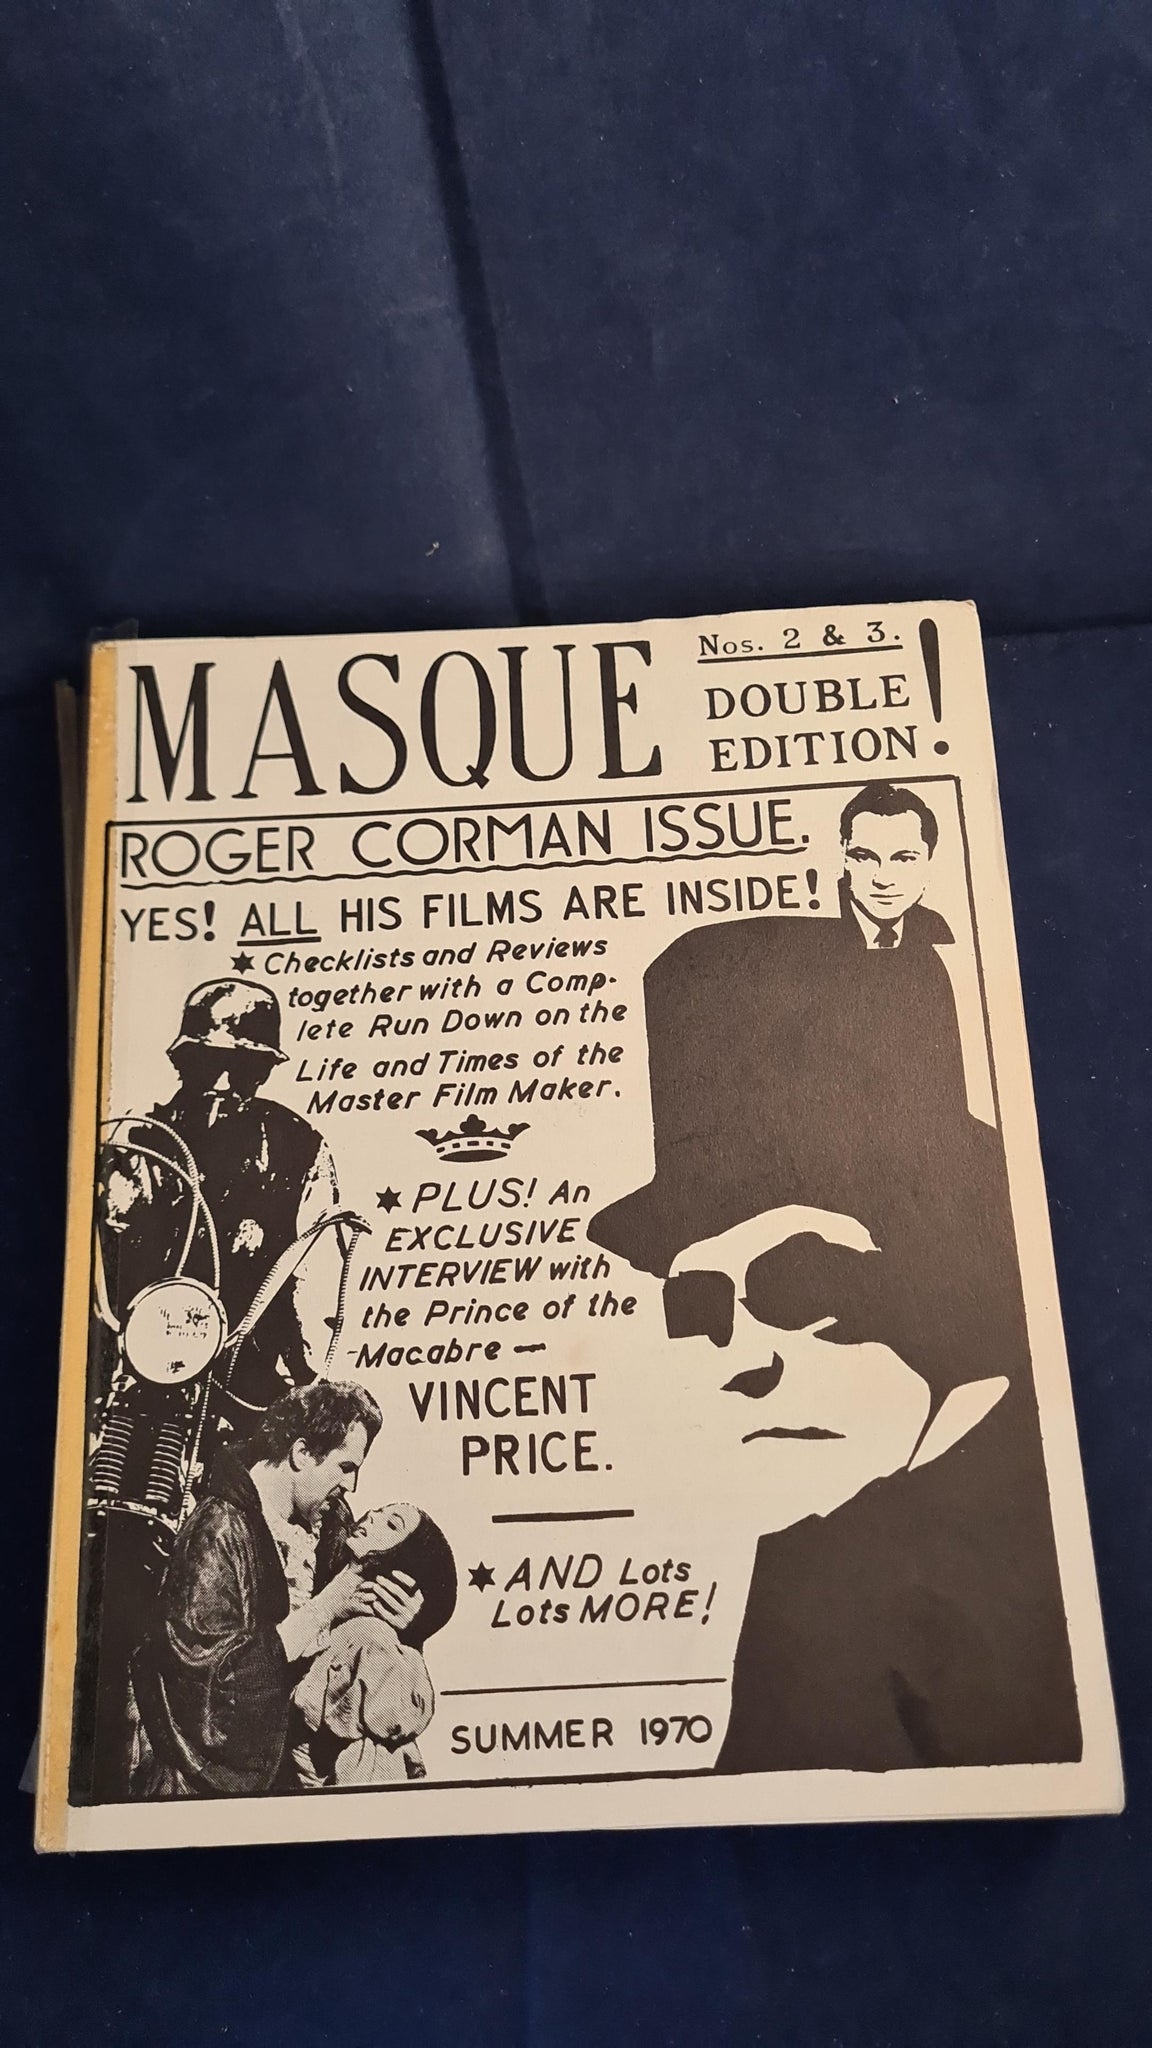 MASQUE
Nos. 2 & 3.
DOUBLE
EDITION!
ROGER CORMAN ISSUE.
YES! ALL HIS FILMS ARE INSIDE!
Checklists and Reviews
together with a Comp-
lete Run Down on the
Life and Times of the
Master Film Maker.
PLUS! An
EXCLUSIVE
INTERVIEW with
the Prince of the
Macabre —
VINCENT
PRICE.
AND Lots
Lots MORE!
SUMMER 1970